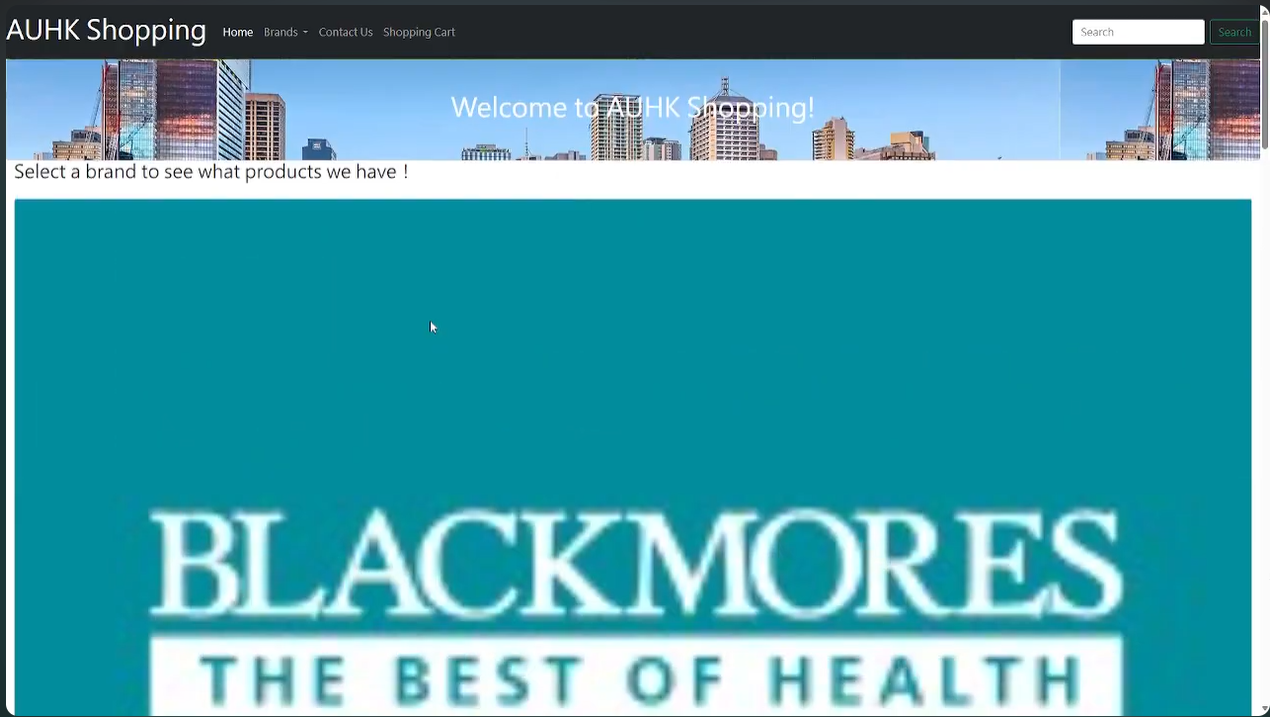 AUHK Shopping Home Brands Contact Us Shopping Cart Search Search
Welcome to AUHK Shopping!
Select a brand to see what products we have !
BLACKMORES
THE BEST OF HEALTH